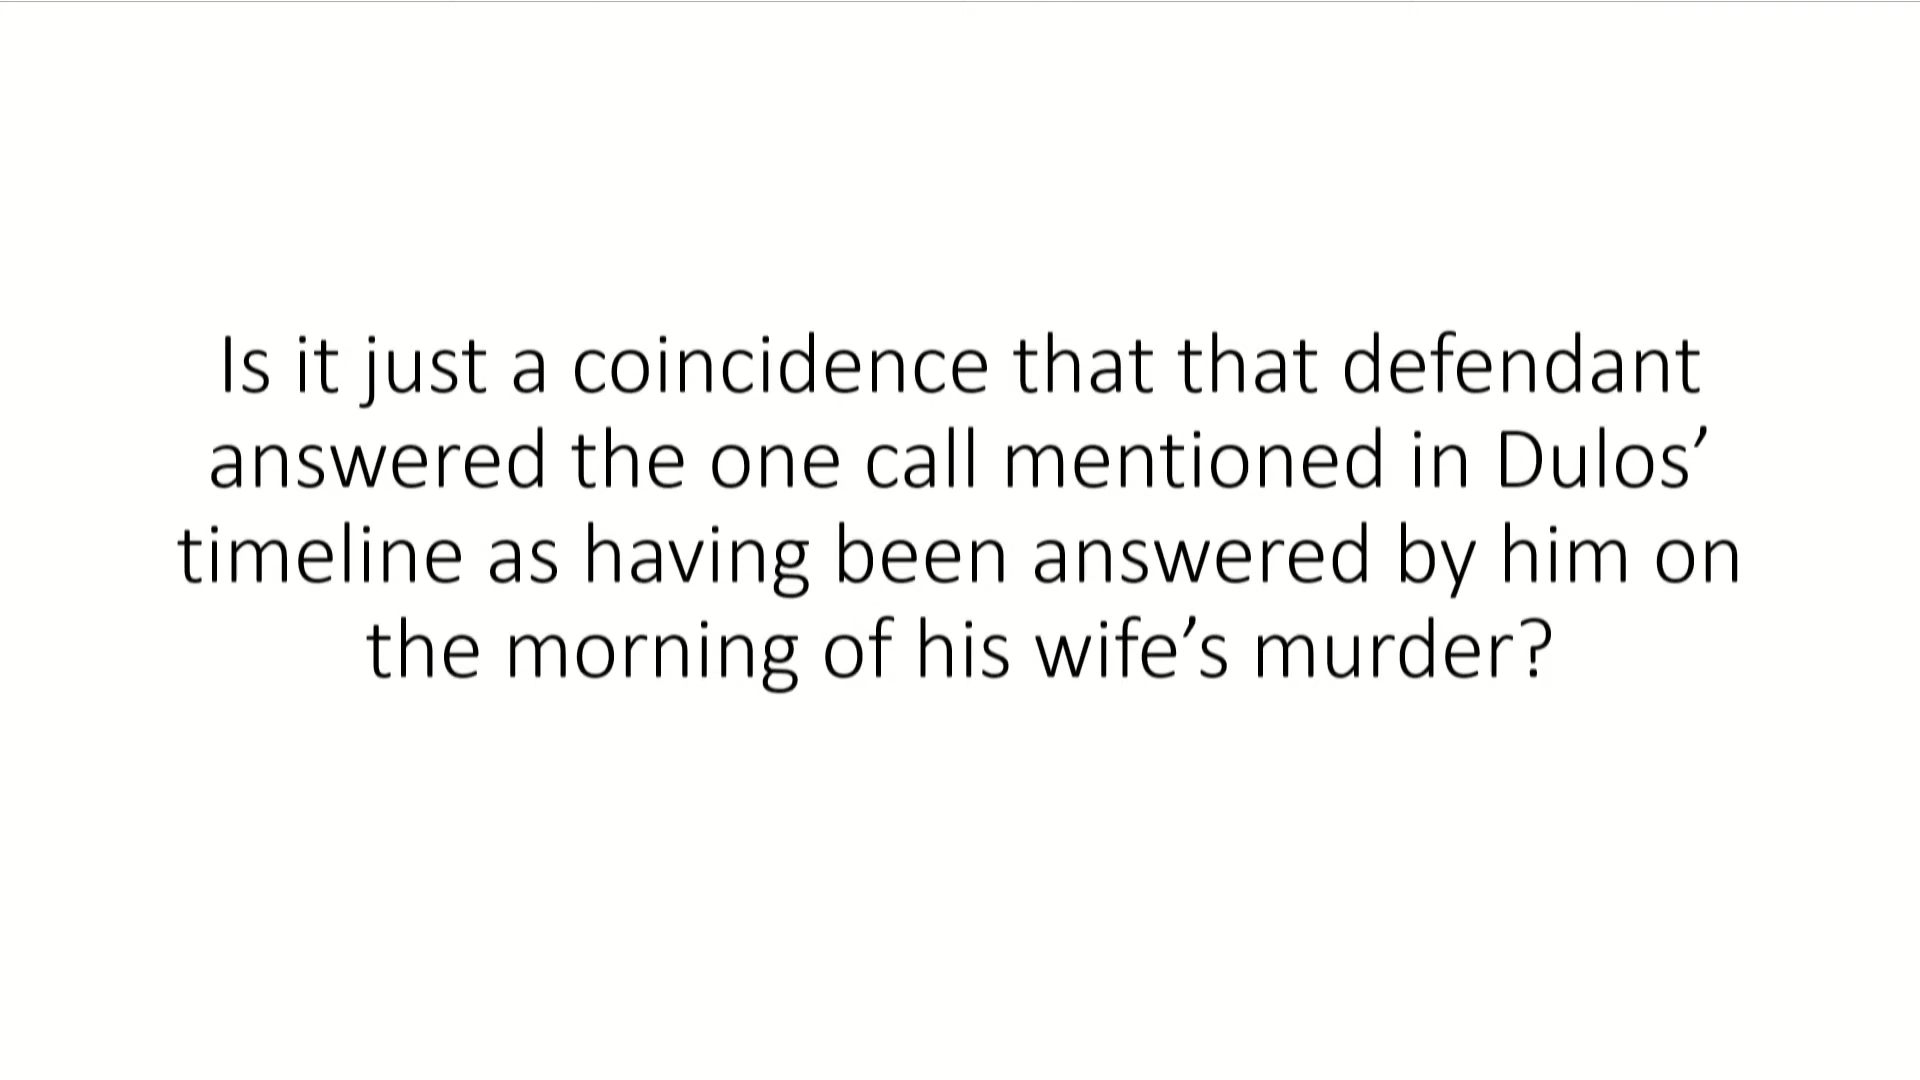 Is it just a coincidence that that defendant
answered the one call mentioned in Dulos’
timeline as having been answered by him on
the morning of his wife’s murder?